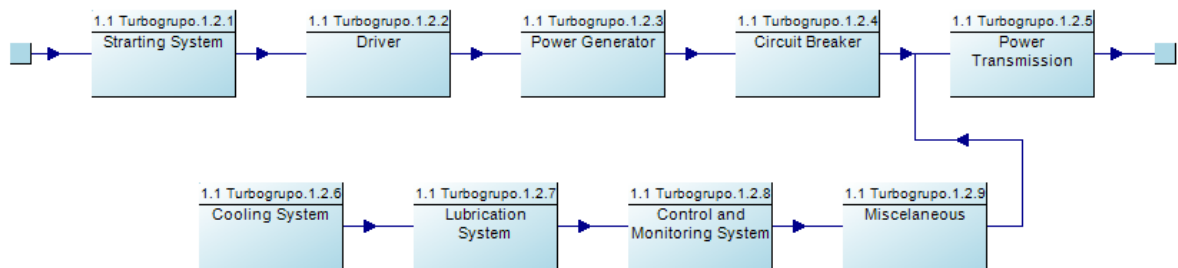 1.1 Turbogrupo.1.2.1
Strarting System
1.1 Turbogrupo.1.2.2
Driver
1.1 Turbogrupo.1.2.3
Power Generator
1.1 Turbogrupo.1.2.4
Circuit Breaker
1.1 Turbogrupo.1.2.5
Power
Transmission
1.1 Turbogrupo.1.2.6
Cooling System
1.1 Turbogrupo.1.2.7
Lubrication
System
1.1 Turbogrupo.1.2.8
Control and
Monitoring System
1.1 Turbogrupo.1.2.9
Miscelaneous